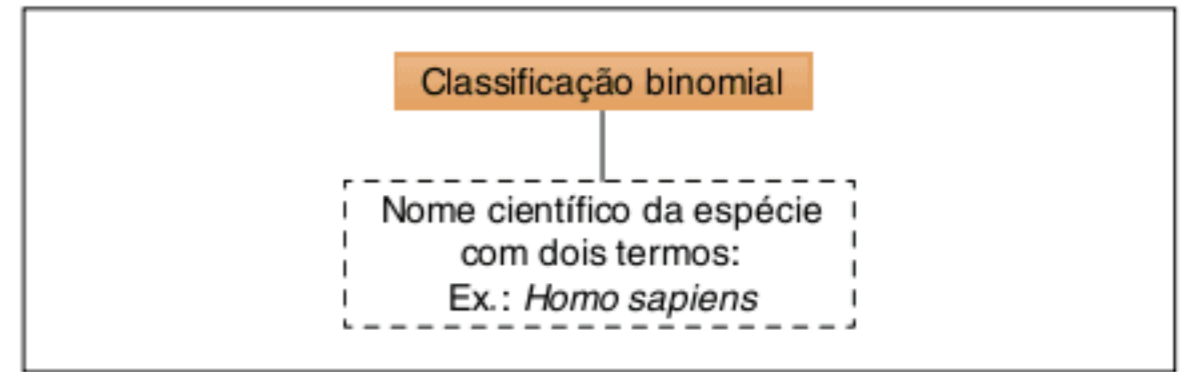 Classificação binomial
Nome científico da espécie
com dois termos:
Ex.: Homo sapiens